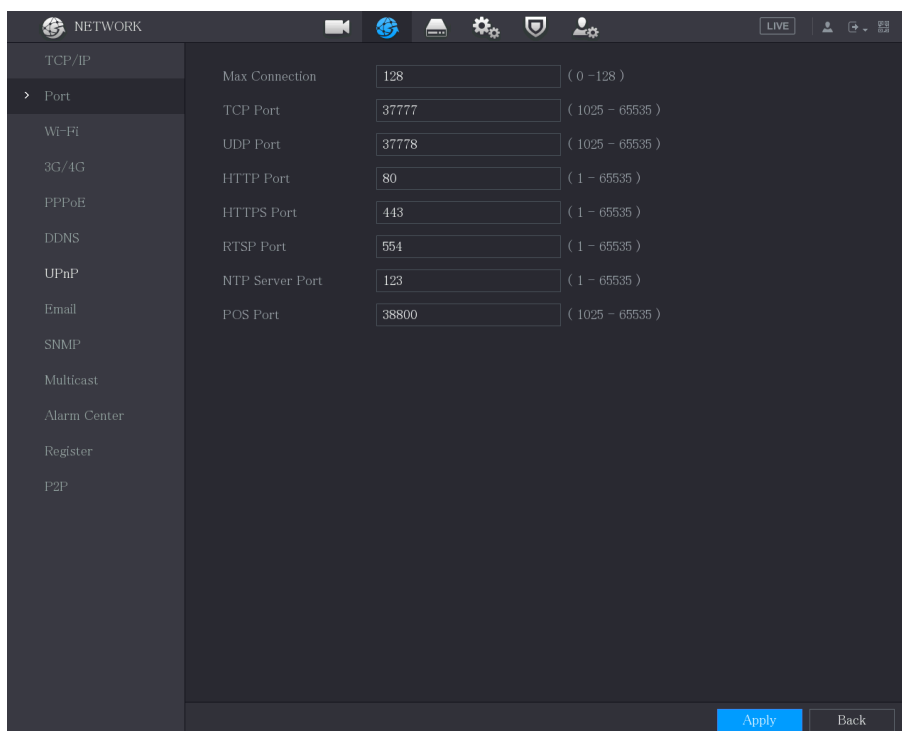 NETWORK
LIVE
TCP/IP
Port
Wi-Fi
3G/4G
PPPoE
DDNS
UPnP
Email
SNMP
Multicast
Alarm Center
Register
P2P
Max Connection 128 ( 0 -128 )
TCP Port 37777 ( 1025 - 65535 )
UDP Port 37778 ( 1025 - 65535 )
HTTP Port 80 ( 1 - 65535 )
HTTPS Port 443 ( 1 - 65535 )
RTSP Port 554 ( 1 - 65535 )
NTP Server Port 123 ( 1 - 65535 )
POS Port 38800 ( 1025 - 65535 )
Apply Back